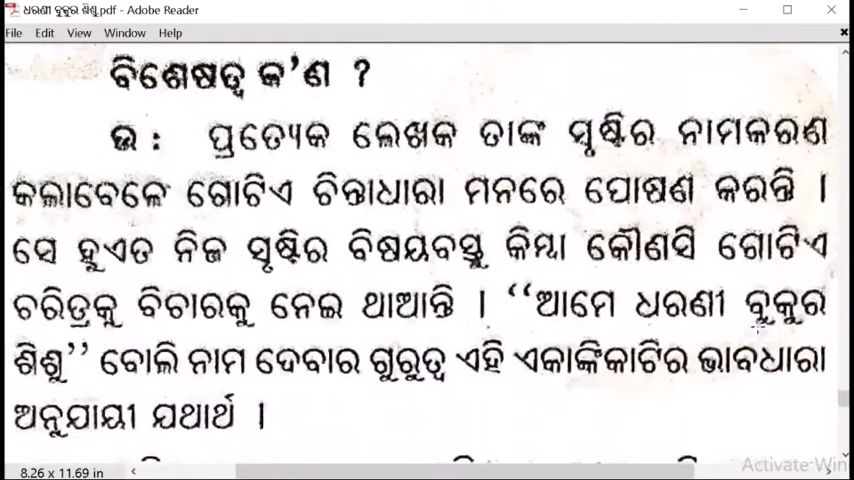 ଧରଣୀ ବୁକୁର ଶିଶୁ.pdf - Adobe Reader
File Edit View Window Help
ବିଶେଷତ୍ୱ କ’ଣ ?
ଉ : ପ୍ରତ୍ୟେକ ଲେଖକ ତାଙ୍କ ସୃଷ୍ଟିର ନାମକରଣ
କଲାବେଳେ ଗୋଟିଏ ଚିନ୍ତାଧାରା ମନରେ ପୋଷଣ କରନ୍ତି ।
ସେ ହୁଏତ ନିଜ ସୃଷ୍ଟିର ବିଷୟବସ୍ତୁ କିମ୍ବା କୌଣସି ଗୋଟିଏ
ଚରିତ୍ରକୁ ବିଚାରକୁ ନେଇ ଥାଆନ୍ତି । “ଆମେ ଧରଣୀ ବୁକୁର
ଶିଶୁ” ବୋଲି ନାମ ଦେବାର ଗୁରୁତ୍ୱ ଏହି ଏକାଙ୍କିକାଟିର ଭାବଧାରା
ଅନୁଯାୟୀ ଯଥାର୍ଥ ।
8.26 x 11.69 in
Activate Win